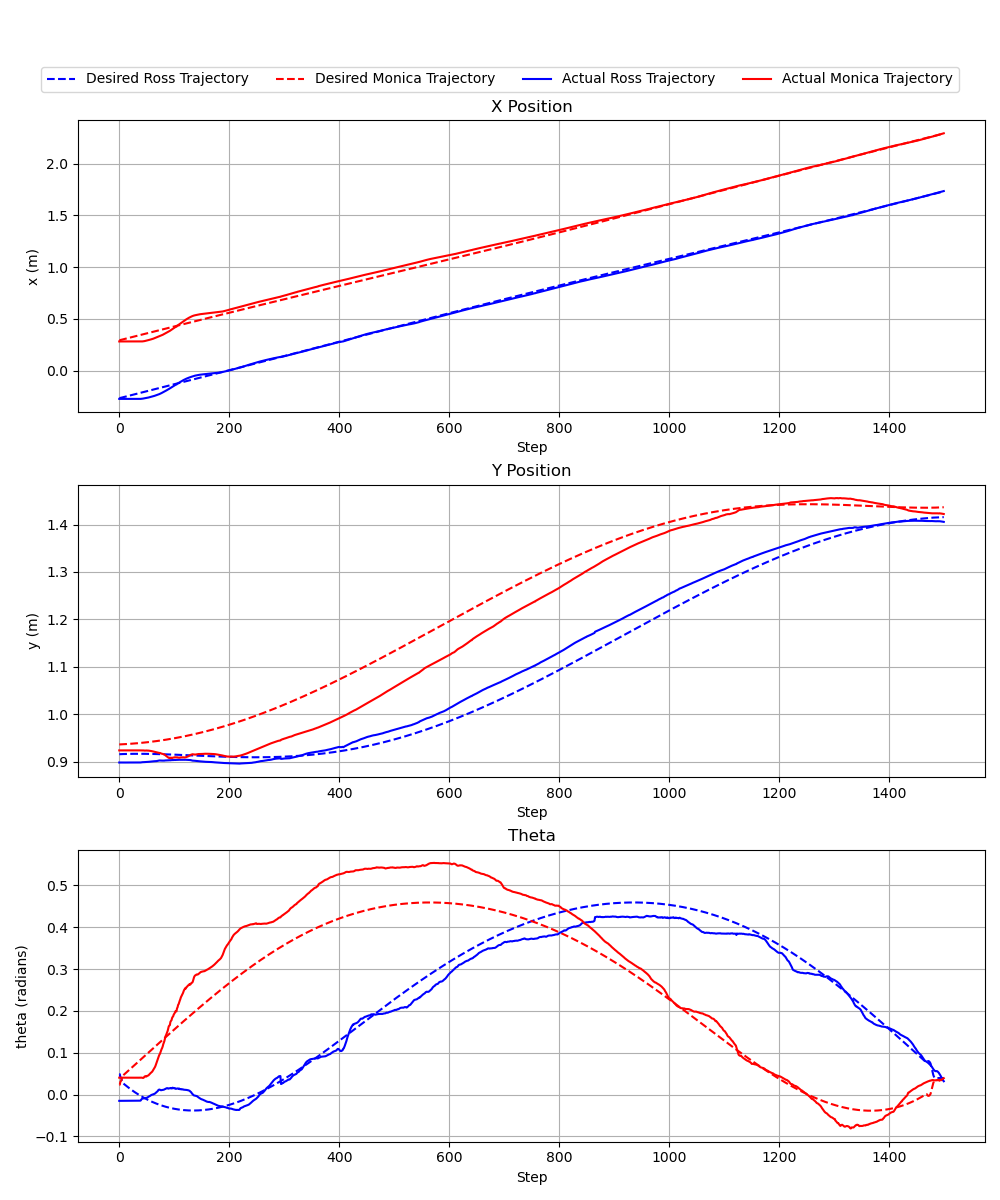 Desired Ross Trajectory Desired Monica Trajectory Actual Ross Trajectory Actual Monica Trajectory
X Position
2.0
1.5
1.0
0.5
0.0
x (m)
0 200 400 600 800 1000 1200 1400
Step
Y Position
1.4
1.3
1.2
1.1
1.0
0.9
y (m)
0 200 400 600 800 1000 1200 1400
Step
Theta
0.5
0.4
0.3
0.2
0.1
0.0
−0.1
theta (radians)
0 200 400 600 800 1000 1200 1400
Step